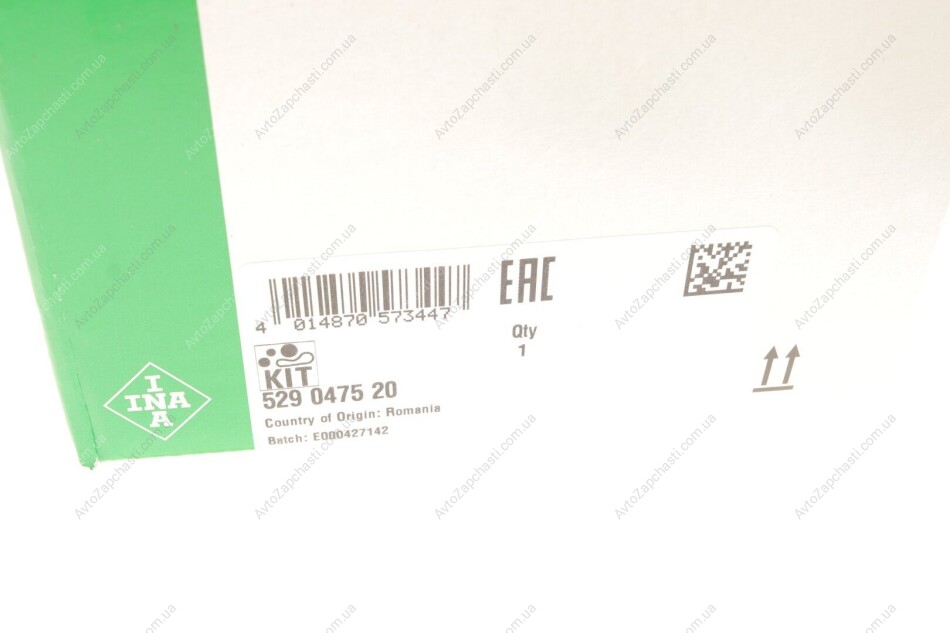 4 014870 573447
EAC
Qty
1
KIT
529 0475 20
Country of Origin: Romania
Batch: E000427142
I
INA
A
AvtoZapchasti.com.ua